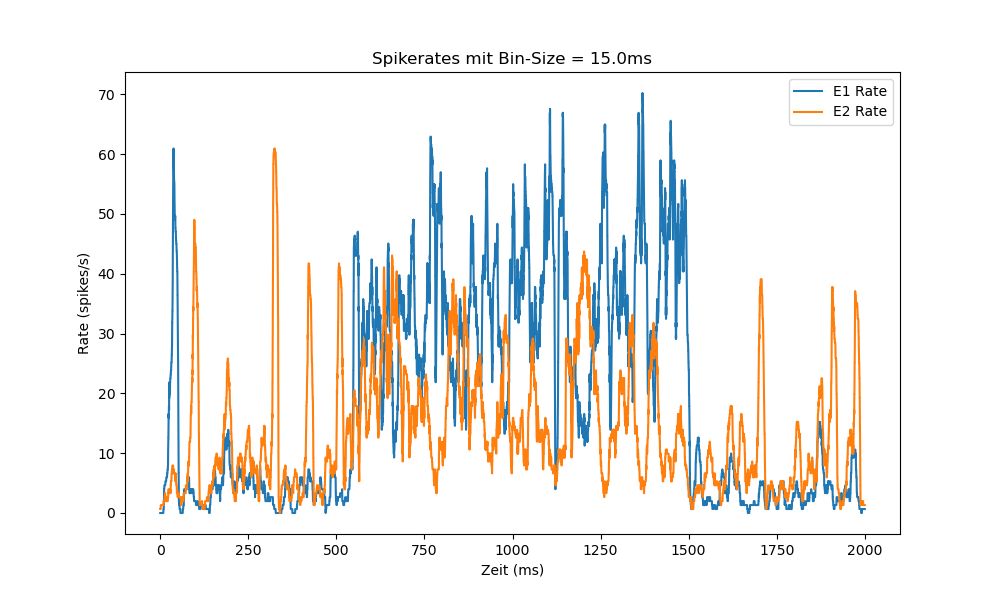 Spikerates mit Bin-Size = 15.0ms
E1 Rate
E2 Rate
70
60
50
40
30
20
10
0
Rate (spikes/s)
0 250 500 750 1000 1250 1500 1750 2000
Zeit (ms)